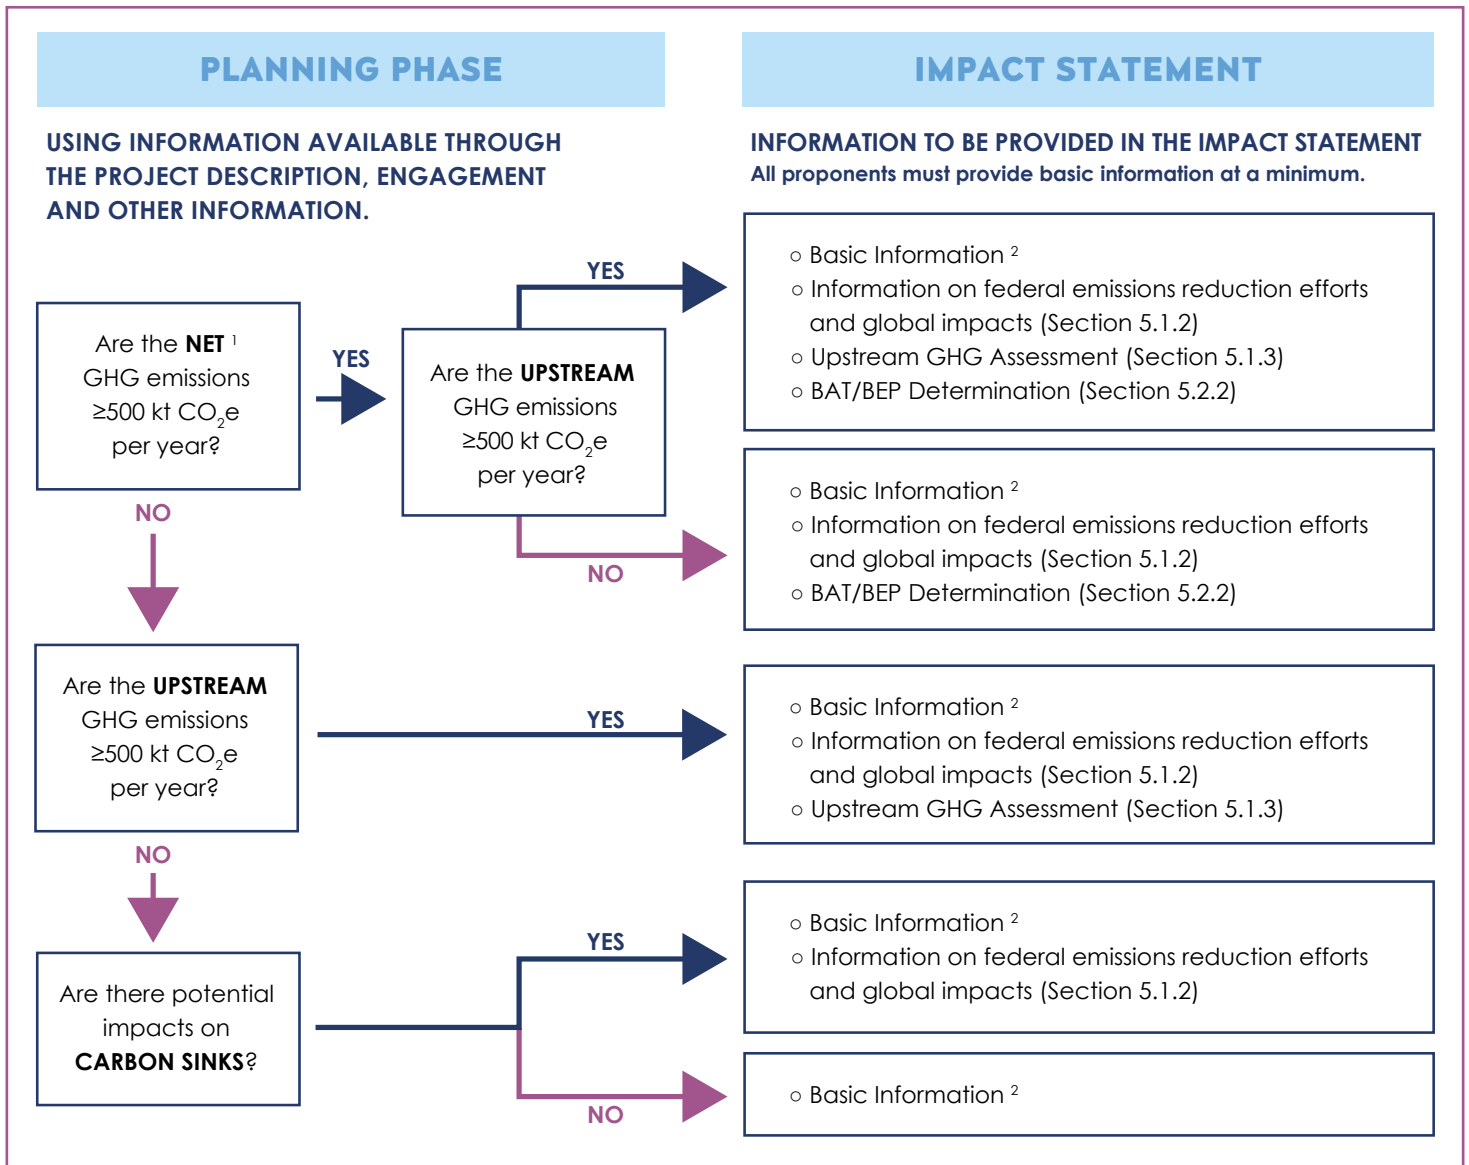 PLANNING PHASE
USING INFORMATION AVAILABLE THROUGH
THE PROJECT DESCRIPTION, ENGAGEMENT
AND OTHER INFORMATION.
Are the NET ¹
GHG emissions
≥500 kt CO₂e
per year?
YES
Are the UPSTREAM
GHG emissions
≥500 kt CO₂e
per year?
YES
NO
NO
Are the UPSTREAM
GHG emissions
≥500 kt CO₂e
per year?
YES
NO
Are there potential
impacts on
CARBON SINKS?
YES
NO
IMPACT STATEMENT
INFORMATION TO BE PROVIDED IN THE IMPACT STATEMENT
All proponents must provide basic information at a minimum.
○ Basic Information ²
○ Information on federal emissions reduction efforts
and global impacts (Section 5.1.2)
○ Upstream GHG Assessment (Section 5.1.3)
○ BAT/BEP Determination (Section 5.2.2)
○ Basic Information ²
○ Information on federal emissions reduction efforts
and global impacts (Section 5.1.2)
○ BAT/BEP Determination (Section 5.2.2)
○ Basic Information ²
○ Information on federal emissions reduction efforts
and global impacts (Section 5.1.2)
○ Upstream GHG Assessment (Section 5.1.3)
○ Basic Information ²
○ Information on federal emissions reduction efforts
and global impacts (Section 5.1.2)
○ Basic Information ²